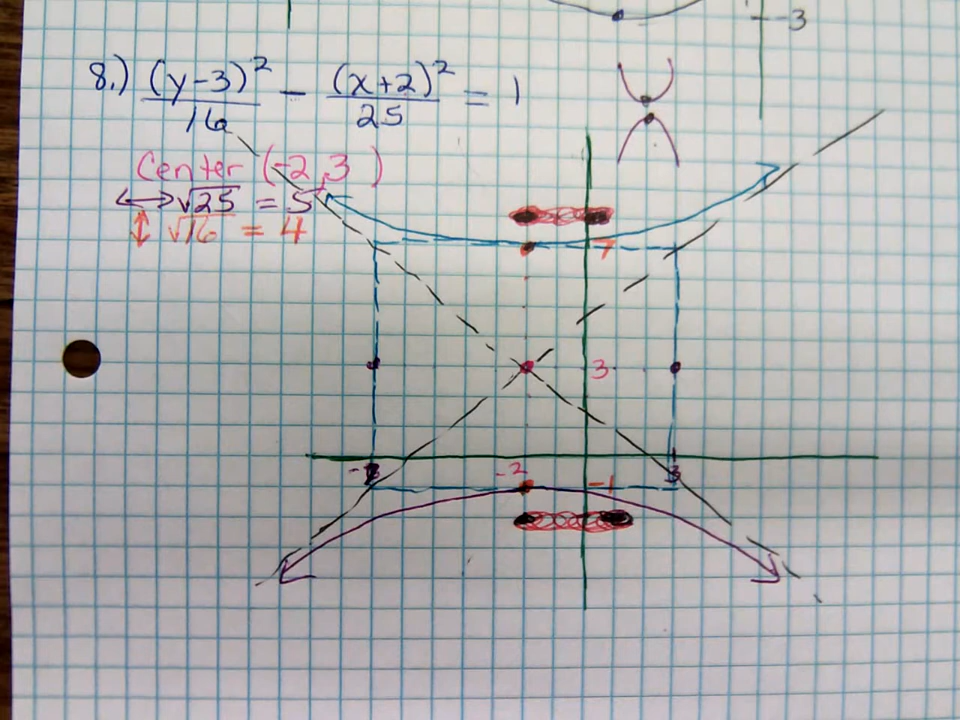 -3
8.) (y-3)²/16 - (x+2)²/25 = 1
Center (-2,3)
↔ √25 = 5
↕ √16 = 4
7
3
-2
3
-1